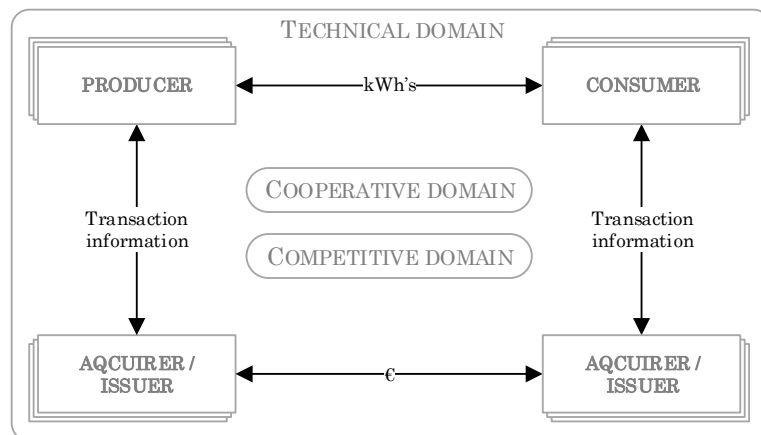 TECHNICAL DOMAIN
PRODUCER
kWh's
CONSUMER
COOPERATIVE DOMAIN
Transaction
information
Transaction
information
COMPETITIVE DOMAIN
AQCUIRER /
ISSUER
€
AQCUIRER /
ISSUER